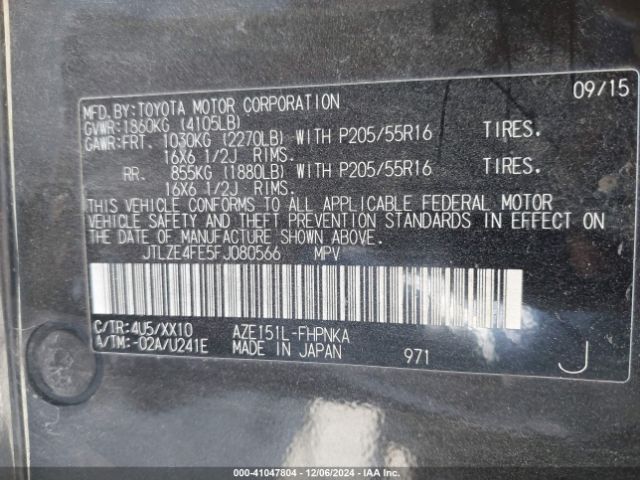 09/15
MFD.BY:TOYOTA MOTOR CORPORATION
GVWR:1860KG (4105LB)
GAWR:FRT. 1030KG (2270LB) WITH P205/55R16 TIRES.
16X6 1/2J RIMS.
RR. 855KG (1880LB) WITH P205/55R16 TIRES.
16X6 1/2J RIMS.
THIS VEHICLE CONFORMS TO ALL APPLICABLE FEDERAL MOTOR
VEHICLE SAFETY AND THEFT PREVENTION STANDARDS IN EFFECT ON
THE DATE OF MANUFACTURE SHOWN ABOVE.
JTLZE4FE5FJ080566 MPV
C/TR:4U5/XX10 AZE151L-FHPNKA
A/TM:-02A/U241E MADE IN JAPAN 971 J
000-41047804 | 12/06/2024 | IAA Inc.